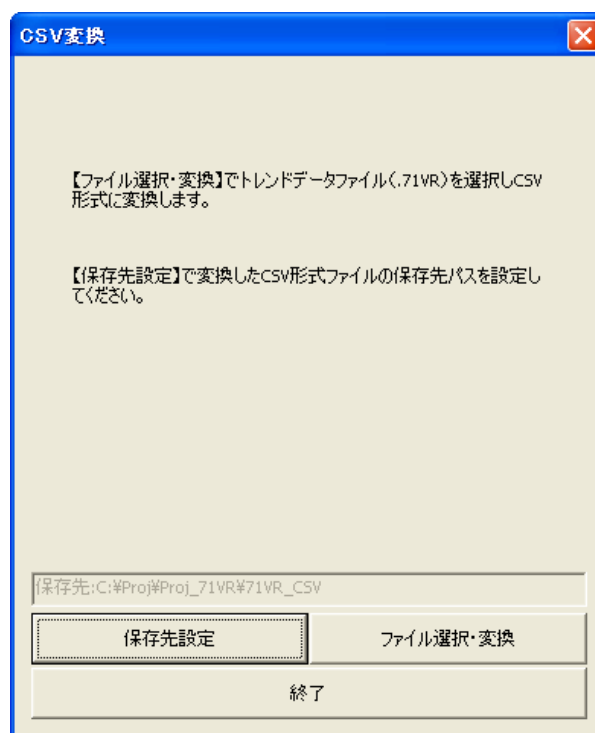 CSV変換
【ファイル選択・変換】でトレンドデータファイル(.71VR)を選択しCSV
形式に変換します。
【保存先設定】で変換したCSV形式ファイルの保存先パスを設定し
てください。
保存先:C:¥Proj¥Proj_71VR¥71VR_CSV
保存先設定
ファイル選択・変換
終了